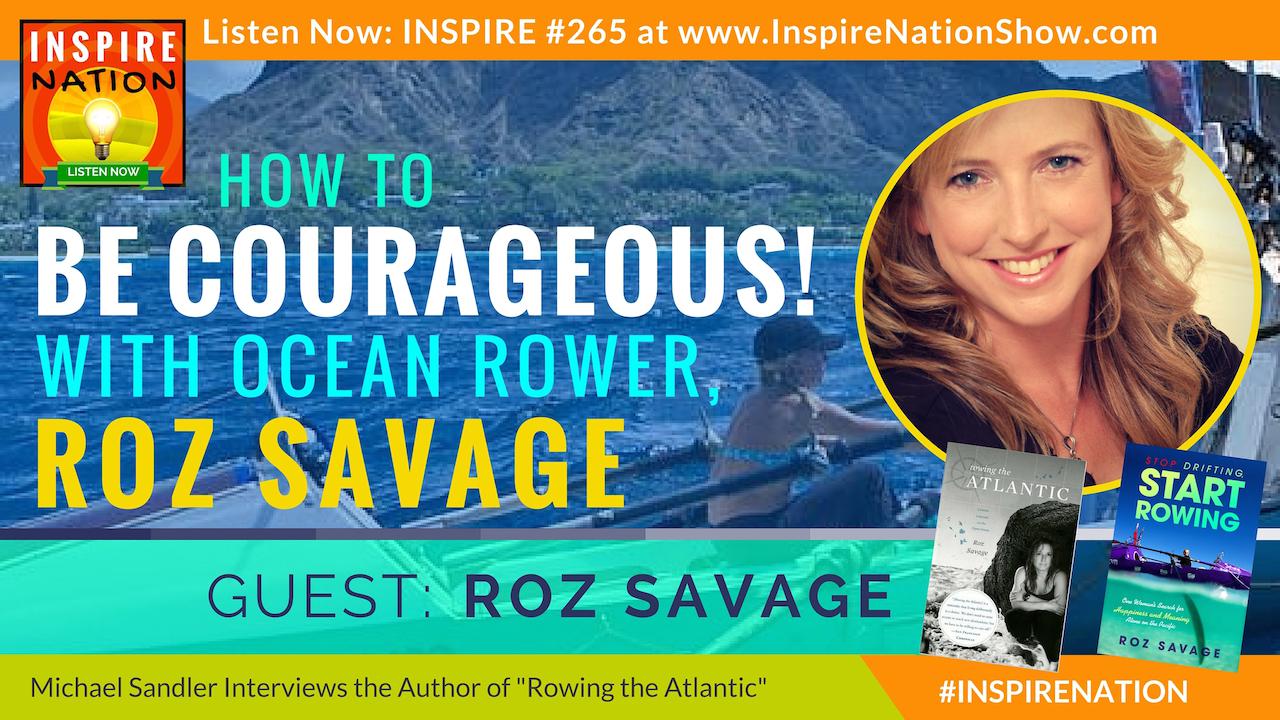 Listen Now: INSPIRE #265 at www.InspireNationShow.com
INSPIRE
NATION
LISTEN NOW
HOW TO
BE COURAGEOUS!
WITH OCEAN ROWER,
ROZ SAVAGE
GUEST: ROZ SAVAGE
rowing the
ATLANTIC
Roz
Savage
STOP DRIFTING,
START
ROWING
One Woman's Search for
Happiness and Meaning
Alone on the Pacific
ROZ SAVAGE
Michael Sandler Interviews the Author of "Rowing the Atlantic"
#INSPIRENATION